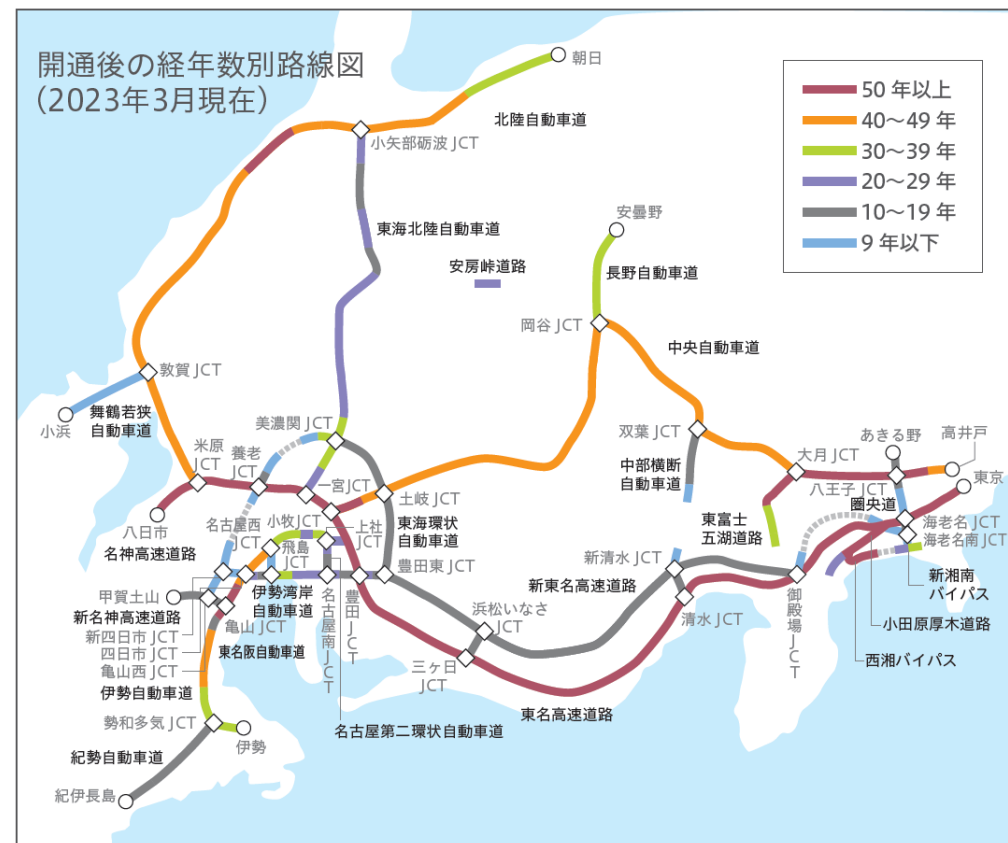 開通後の経年数別路線図
（2023年3月現在）
50 年以上
40〜49 年
30〜39 年
20〜29 年
10〜19 年
9 年以下
朝日
北陸自動車道
小矢部砺波 JCT
東海北陸自動車道
安房峠道路
安曇野
長野自動車道
岡谷 JCT
中央自動車道
敦賀 JCT
小浜
舞鶴若狭
自動車道
美濃関 JCT
米原
JCT
養老
JCT
一宮JCT
土岐 JCT
双葉 JCT
中部横断
自動車道
大月 JCT
あきる野
高井戸
八王子 JCT
東京
圏央道
海老名 JCT
海老名南 JCT
東富士
五湖道路
八日市
名神高速道路
名古屋西
JCT
小牧JCT
飛島
JCT
上社
JCT
東海環状
自動車道
豊田東 JCT
新清水 JCT
新東名高速道路
新湘南
バイパス
小田原厚木道路
西湘バイパス
甲賀土山
新名神高速道路
伊勢湾岸
自動車道
名古屋南JCT
豊田JCT
浜松いなさ
JCT
清水 JCT
御殿場JCT
新四日市 JCT
四日市 JCT
亀山西 JCT
亀山 JCT
東名阪自動車道
伊勢自動車道
三ヶ日
JCT
東名高速道路
名古屋第二環状自動車道
勢和多気 JCT
伊勢
紀勢自動車道
紀伊長島